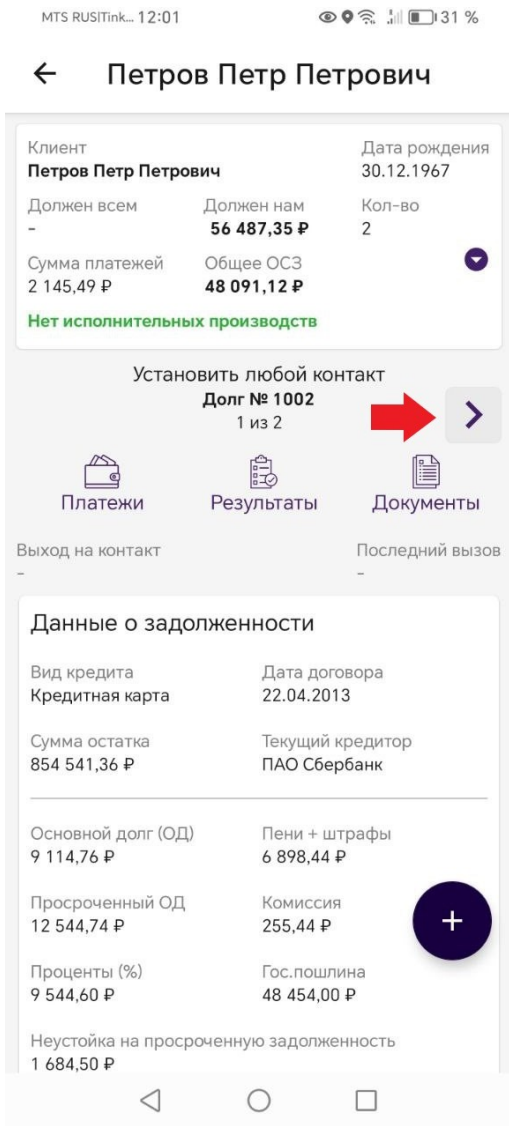 MTS RUS|Tink... 12:01 31 %
Петров Петр Петрович
Клиент Дата рождения
Петров Петр Петрович 30.12.1967
Должен всем Должен нам Кол-во
- 56 487,35 ₽ 2
Сумма платежей Общее ОСЗ
2 145,49 ₽ 48 091,12 ₽
Нет исполнительных производств
Установить любой контакт
Долг № 1002
1 из 2
Платежи Результаты Документы
Выход на контакт Последний вызов
- -
Данные о задолженности
Вид кредита Дата договора
Кредитная карта 22.04.2013
Сумма остатка Текущий кредитор
854 541,36 ₽ ПАО Сбербанк
Основной долг (ОД) Пени + штрафы
9 114,76 ₽ 6 898,44 ₽
Просроченный ОД Комиссия
12 544,74 ₽ 255,44 ₽
Проценты (%) Гос.пошлина
9 544,60 ₽ 48 454,00 ₽
Неустойка на просроченную задолженность
1 684,50 ₽